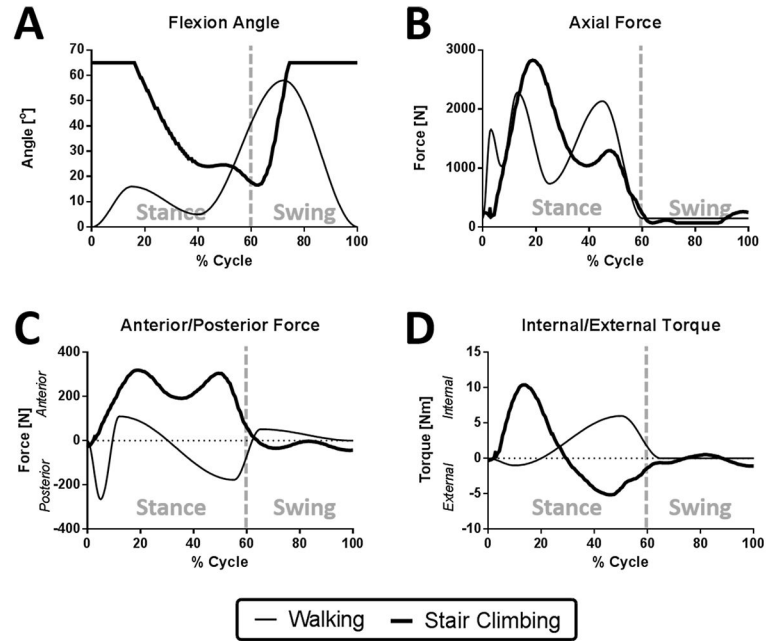 A
Flexion Angle
70
60
50
40
30
20
10
0
Angle [º]
Stance
Swing
0 20 40 60 80 100
% Cycle
B
Axial Force
3000
2000
1000
0
Force [N]
Stance
Swing
0 20 40 60 80 100
% Cycle
C
Anterior/Posterior Force
400
200
0
-200
-400
Force [N]
Anterior
Posterior
Stance
Swing
0 20 40 60 80 100
% Cycle
D
Internal/External Torque
15
10
5
0
-5
-10
Torque [Nm]
Internal
External
Stance
Swing
0 20 40 60 80 100
% Cycle
Walking
Stair Climbing